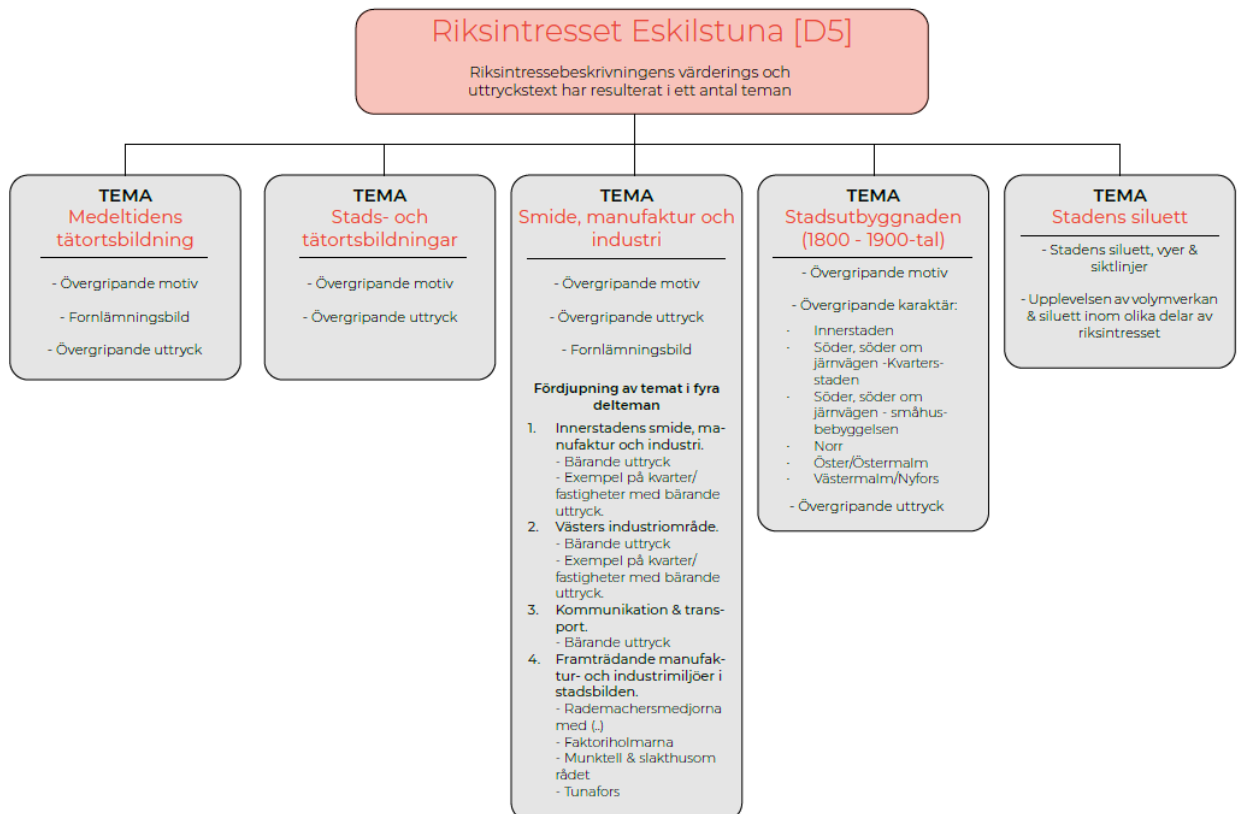 Riksintresset Eskilstuna [D5]
Riksintressebeskrivningens värderings och
uttryckstext har resulterat i ett antal teman
TEMA
Medeltidens
tätortsbildning
- Övergripande motiv
- Fornlämningsbild
- Övergripande uttryck
TEMA
Stads- och
tätortsbildningar
- Övergripande motiv
- Övergripande uttryck
TEMA
Smide, manufaktur och
industri
- Övergripande motiv
- Övergripande uttryck
- Fornlämningsbild
Fördjupning av temat i fyra
delteman
1. Innerstadens smide, ma-
nufaktur och industri.
- Bärande uttryck
- Exempel på kvarter/
fastigheter med bärande
uttryck.
2. Västers industriområde.
- Bärande uttryck
- Exempel på kvarter/
fastigheter med bärande
uttryck.
3. Kommunikation & trans-
port.
- Bärande uttryck
4. Framträdande manufak-
tur- och industrimiljöer i
stadsbilden.
- Rademachersmedjorna
med (..)
- Faktoriholmarna
- Munktell & slakthusom
rådet
- Tunafors
TEMA
Stadsutbyggnaden
(1800 - 1900-tal)
- Övergripande motiv
- Övergripande karaktär:
- Innerstaden
- Söder, söder om
järnvägen -Kvarters-
staden
- Söder, söder om
järnvägen - småhus-
bebyggelsen
- Norr
- Öster/Östermalm
- Västermalm/Nyfors
- Övergripande uttryck
TEMA
Stadens siluett
- Stadens siluett, vyer &
siktlinjer
- Upplevelsen av volymverkan
& siluett inom olika delar av
riksintresset